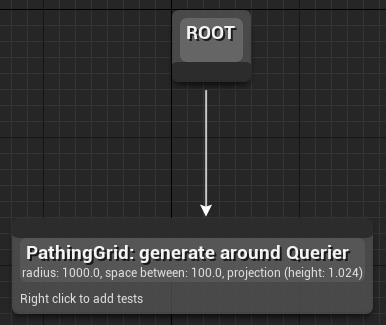 ROOT
PathingGrid: generate around Querier
radius: 1000.0, space between: 100.0, projection (height: 1.024)
Right click to add tests